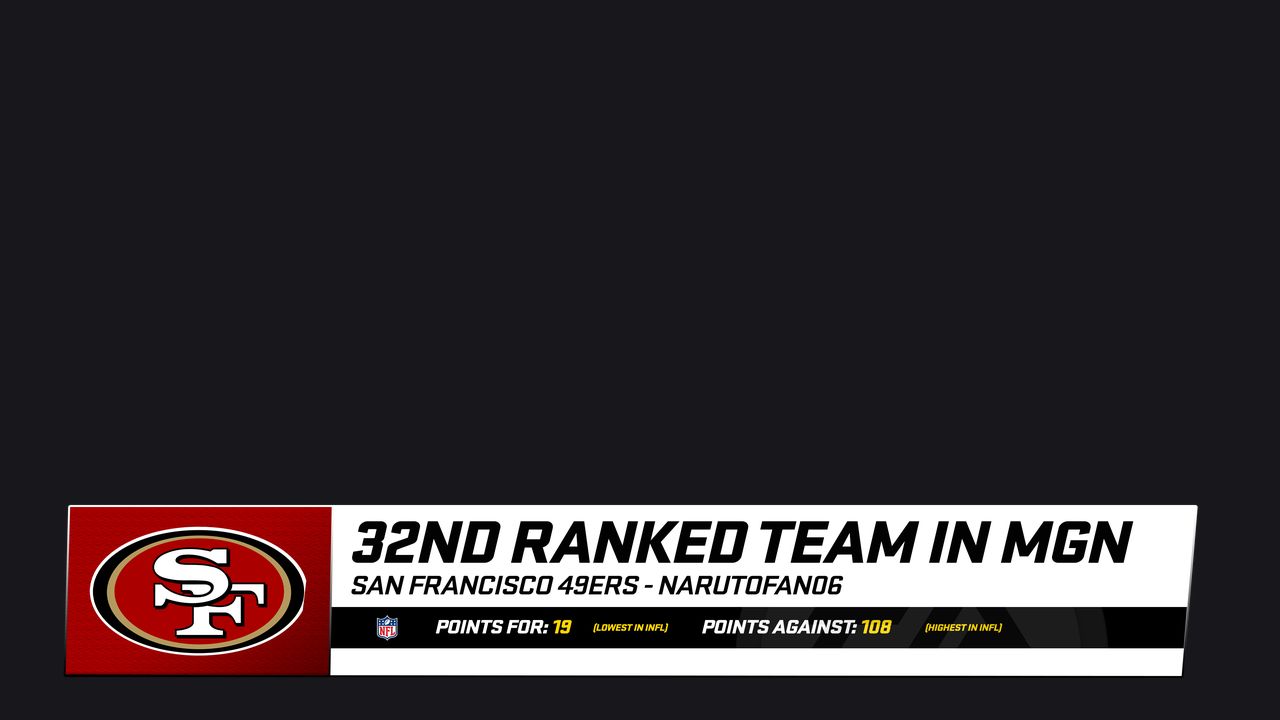 32ND RANKED TEAM IN MGN
SAN FRANCISCO 49ERS - NARUTOFAN06
SF
NFL POINTS FOR: 19 (LOWEST IN INFL) POINTS AGAINST: 108 (HIGHEST IN INFL)